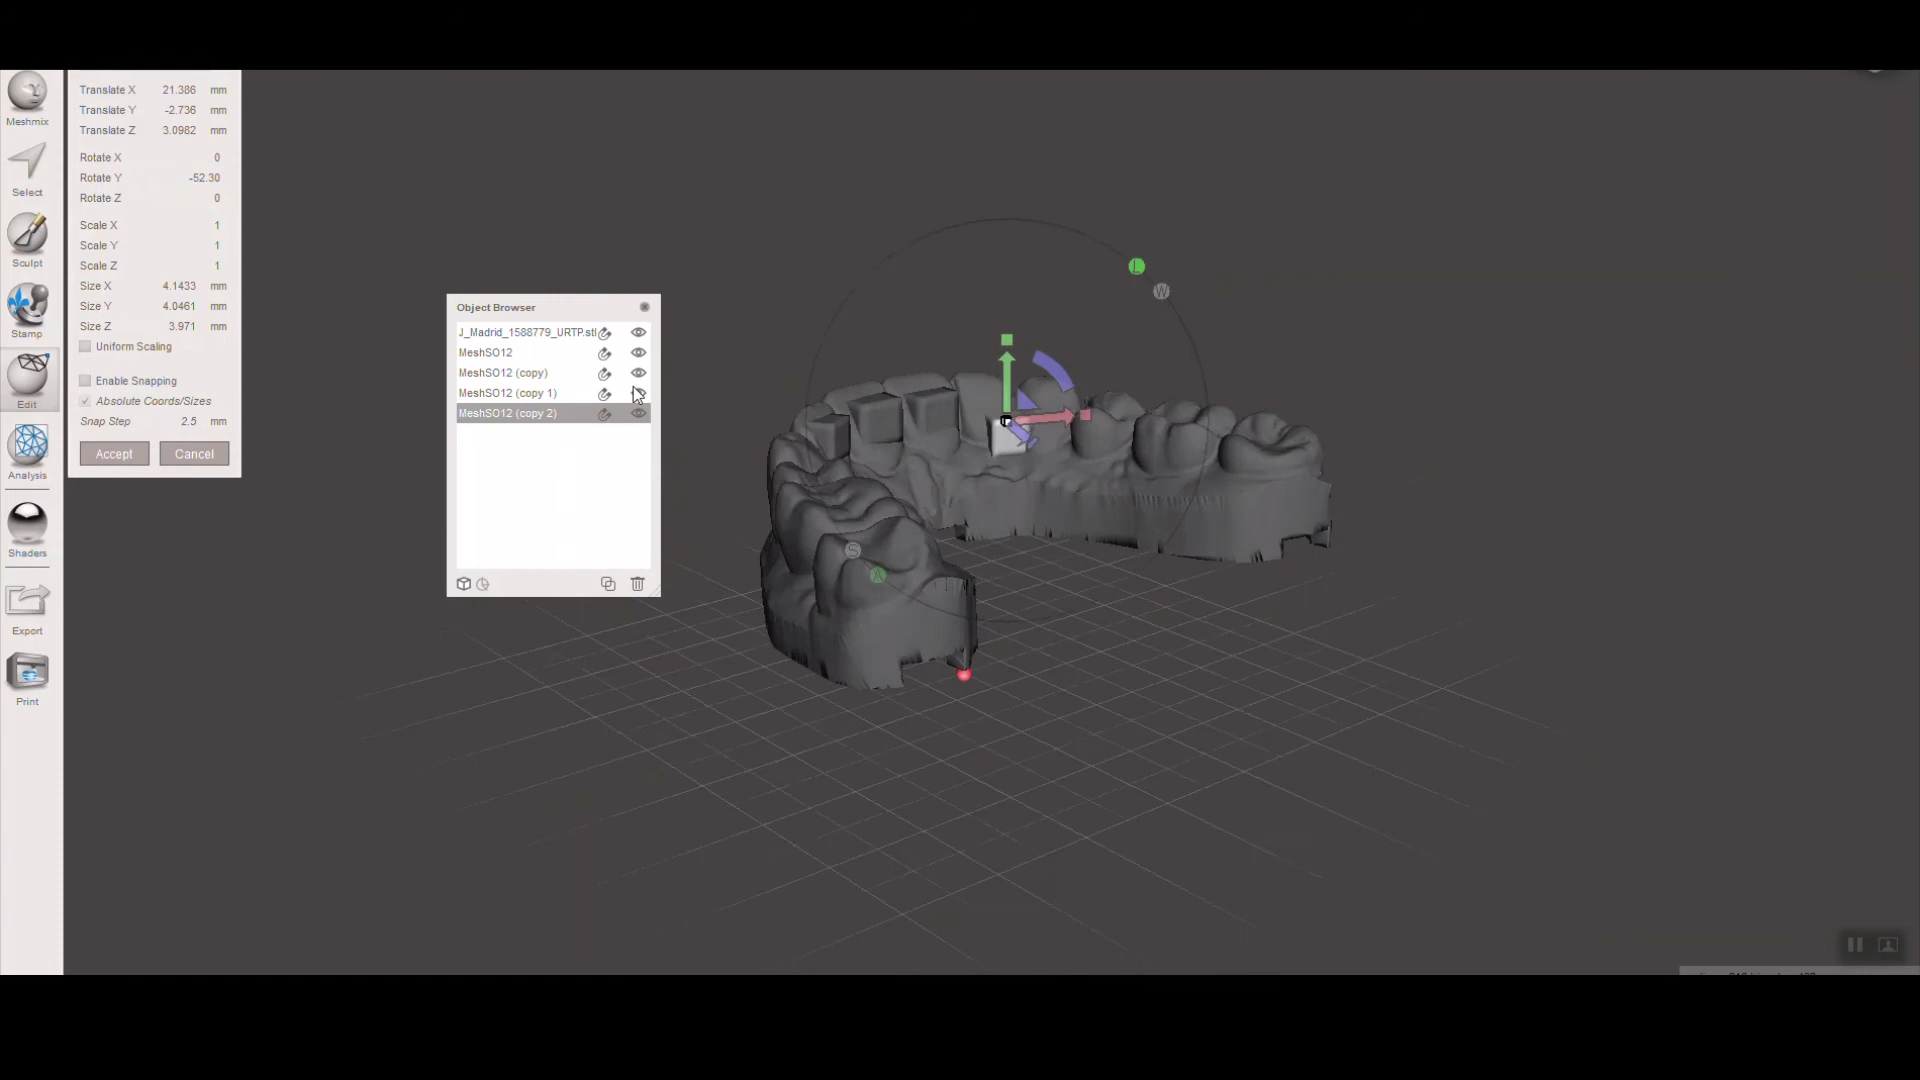 Meshmix
Select
Sculpt
Stamp
Edit
Analysis
Shaders
Export
Print
Translate X 21.386 mm
Translate Y -2.736 mm
Translate Z 3.0982 mm
Rotate X 0
Rotate Y -52.30
Rotate Z 0
Scale X 1
Scale Y 1
Scale Z 1
Size X 4.1433 mm
Size Y 4.0461 mm
Size Z 3.971 mm
Uniform Scaling
Enable Snapping
Absolute Coords/Sizes
Snap Step 2.5 mm
Accept Cancel
Object Browser
J_Madrid_1588779_URTP.stl
MeshSO12
MeshSO12 (copy)
MeshSO12 (copy 1)
MeshSO12 (copy 2)
L
W
S
A